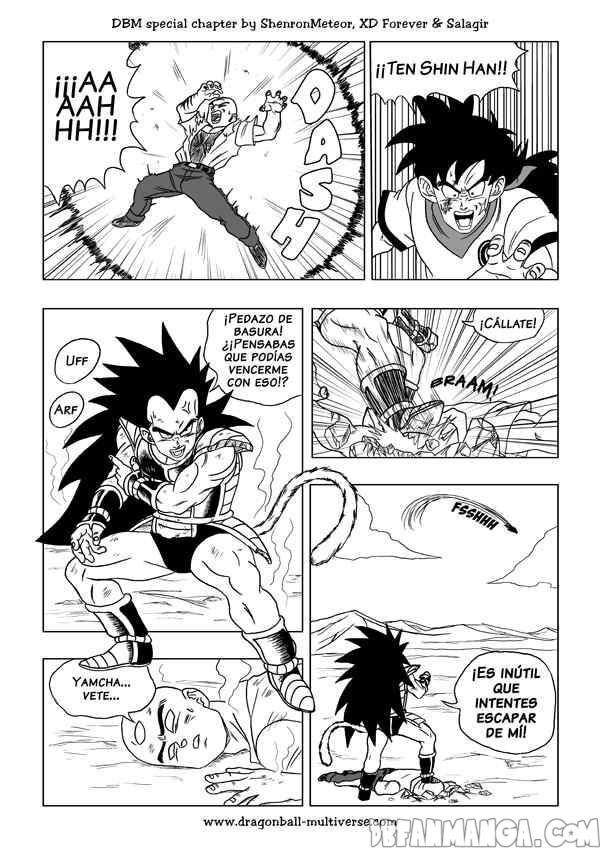 DBM special chapter by ShenronMeteor, XD Forever & Salagir
¡¡¡AA
AAH
HH!!!
DASH
¡¡TEN SHIN HAN!!
UFF
ARF
¡PEDAZO DE
BASURA!
¿¡PENSABAS
QUE PODÍAS
VENCERME
CON ESO!?
¡CÁLLATE!
BRAAM!
YAMCHA...
VETE...
FSSHHH
¡ES INÚTIL
QUE
INTENTES
ESCAPAR
DE MÍ!
www.dragonball-multiverse.com
DBFANMANGA.COM